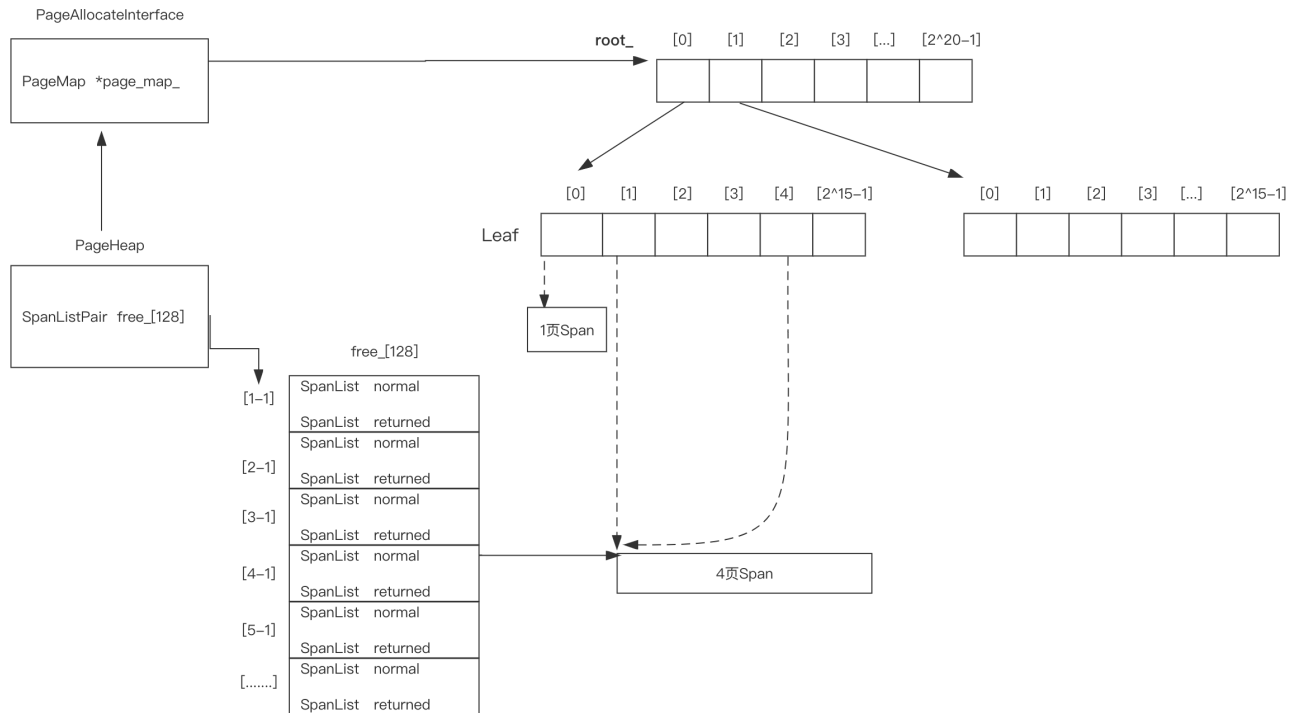 PageAllocateInterface
PageMap *page_map_
root_ [0] [1] [2] [3] [...] [2^20-1]
[0] [1] [2] [3] [4] [2^15-1]
[0] [1] [2] [3] [...] [2^15-1]
Leaf
PageHeap
SpanListPair free_[128]
1页Span
free_[128]
[1-1]
SpanList normal
SpanList returned
[2-1]
SpanList normal
SpanList returned
[3-1]
SpanList normal
SpanList returned
[4-1]
SpanList normal
SpanList returned
4页Span
[5-1]
SpanList normal
SpanList returned
[.......]
SpanList normal
SpanList returned